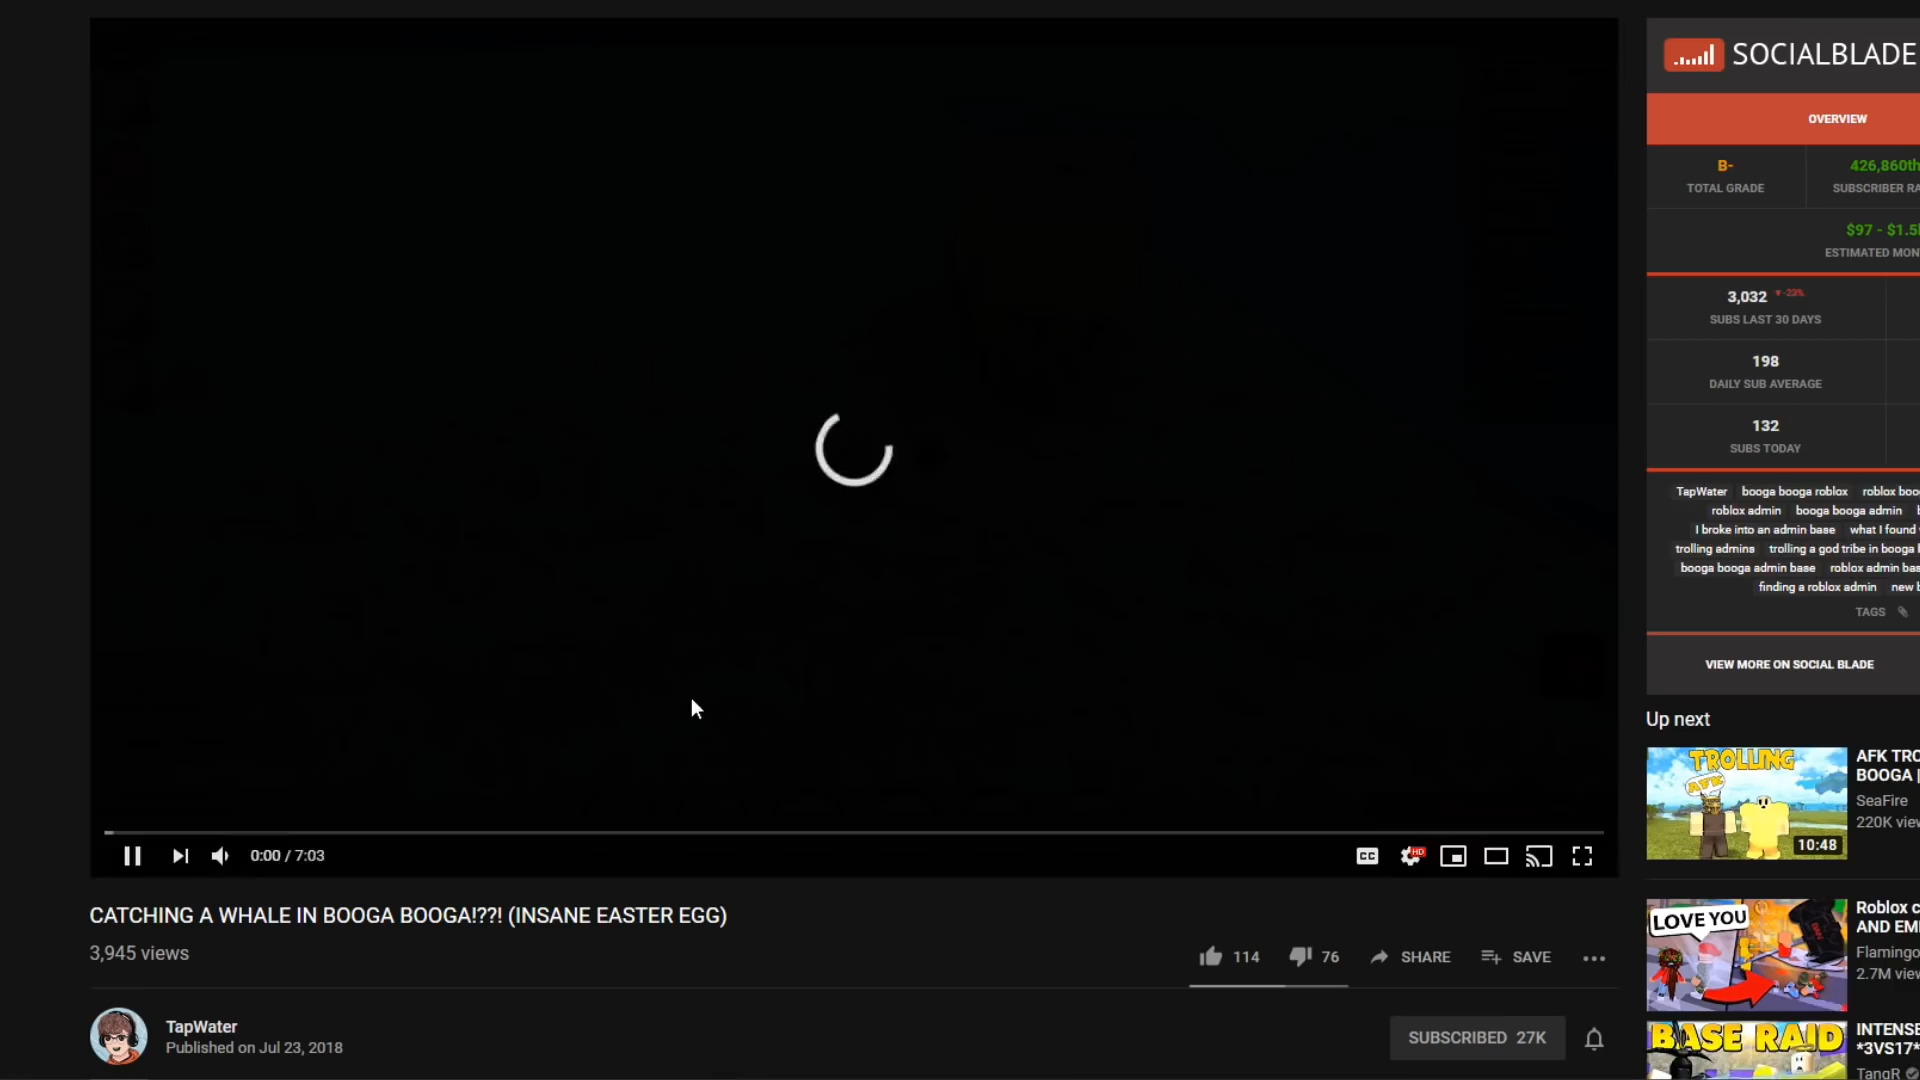 SOCIALBLADE
OVERVIEW
B-
TOTAL GRADE
426,860th
SUBSCRIBER RA
$97 - $1.5
ESTIMATED MON
3,032 ▼-23%
SUBS LAST 30 DAYS
198
DAILY SUB AVERAGE
132
SUBS TODAY
TapWater booga booga roblox roblox boo
roblox admin booga booga admin
I broke into an admin base what I found
trolling admins trolling a god tribe in booga
booga booga admin base roblox admin bas
finding a roblox admin new
TAGS
VIEW MORE ON SOCIAL BLADE
Up next
TROLLING
AFK
10:48
AFK TRO
BOOGA |
SeaFire
220K view
LOVE YOU
Roblox c
AND EM
Flamingo
2.7M view
BASE RAID
INTENSE
*3VS17*
TangR
0:00 / 7:03
CC
HD
CATCHING A WHALE IN BOOGA BOOGA!??! (INSANE EASTER EGG)
3,945 views
114
76
SHARE
SAVE
TapWater
Published on Jul 23, 2018
SUBSCRIBED 27K